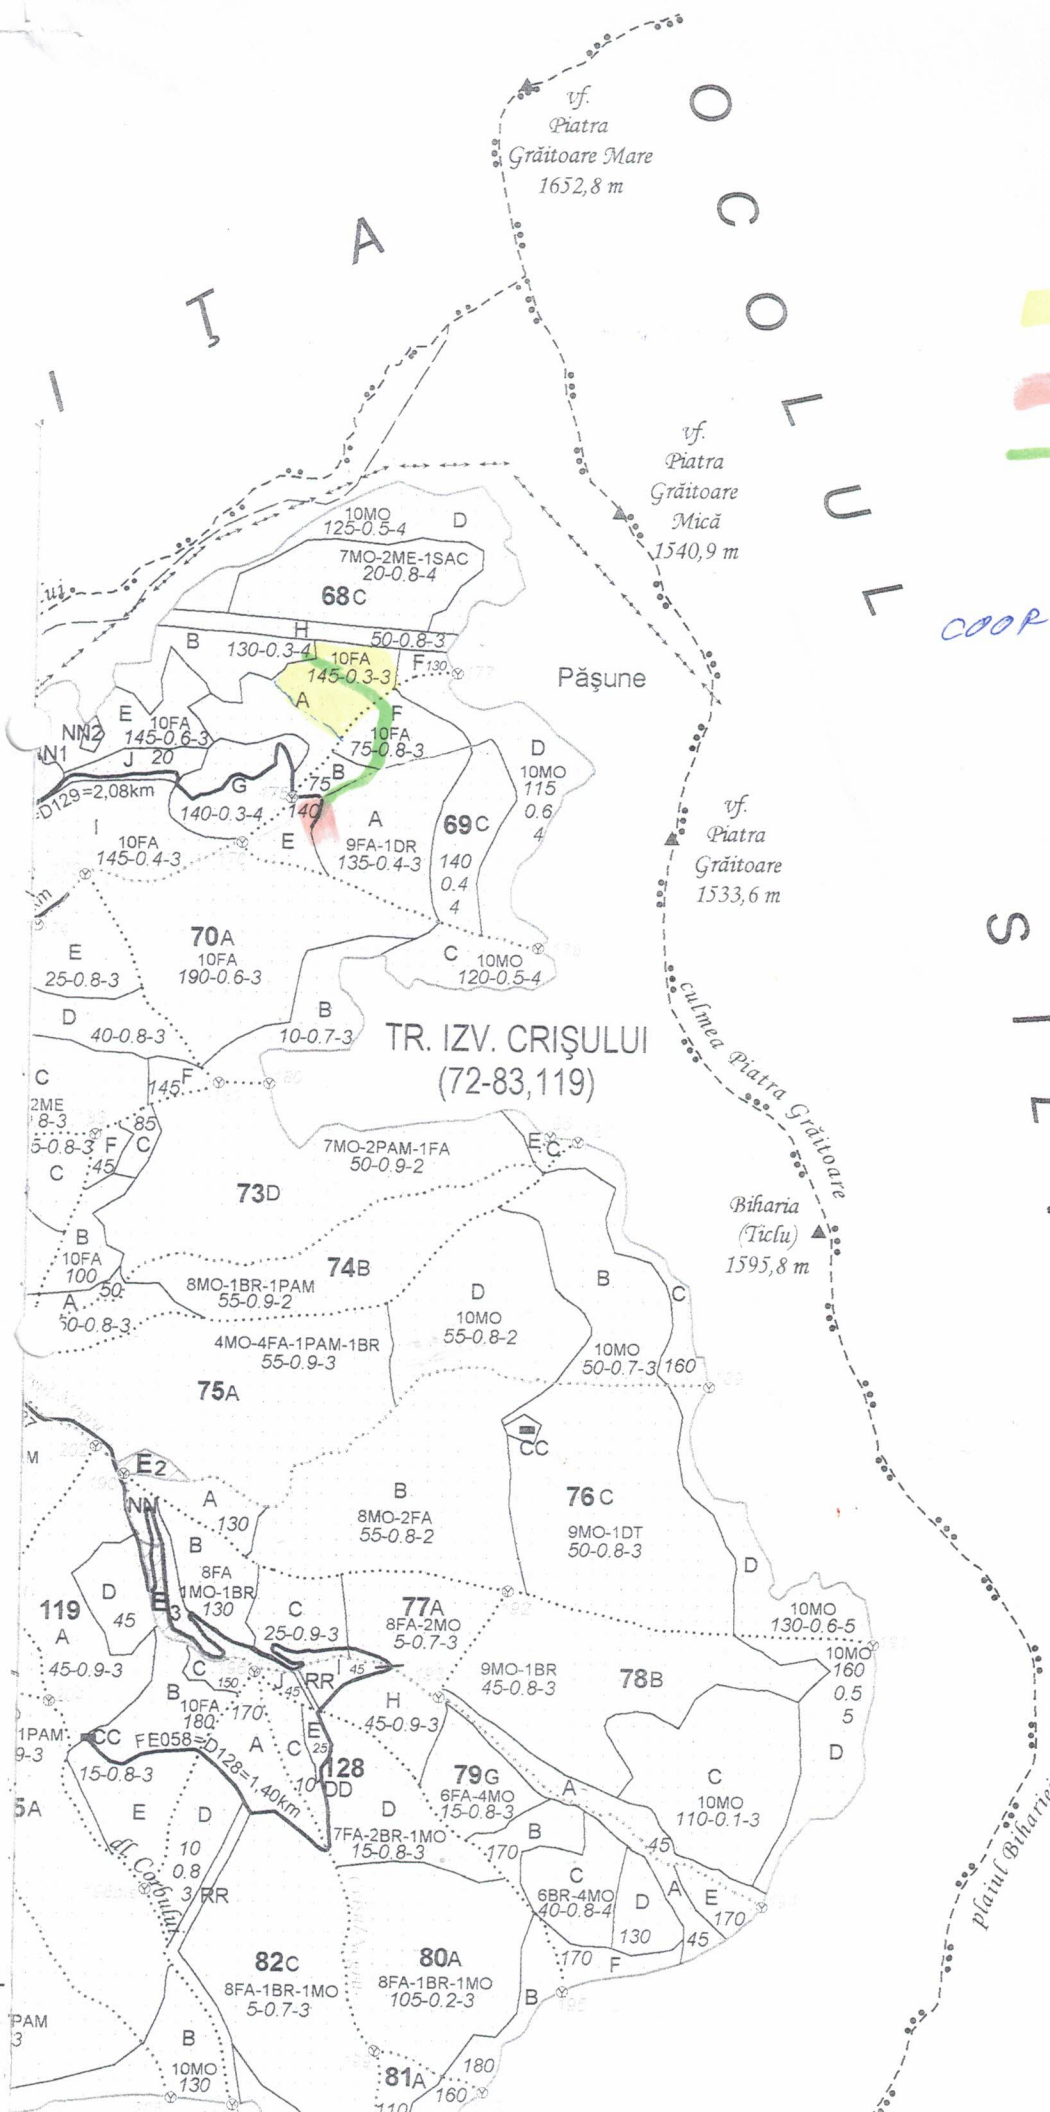 vf.
Piatra
Grăitoare Mare
1652,8 m
O C O L U L
S I L
I Ț A
vf.
Piatra
Grăitoare
Mică
1540,9 m
COOR
10MO
125-0.5-4
D
7MO-2ME-1SAC
20-0.8-4
68C
H
50-0.8-3
B
130-0.3-4
10FA
145-0.3-3
F 130
A
Pășune
E
10FA
145-0.6-3
NN2
J 20
F
10FA
75-0.8-3
D
10MO
115
0.6
4
D129=2,08km
G
140-0.3-4
75
B
140
E
A
9FA-1DR
135-0.4-3
69C
140
0.4
4
I
10FA
145-0.4-3
vf.
Piatra
Grăitoare
1533,6 m
70A
10FA
190-0.6-3
E
25-0.8-3
D
40-0.8-3
C
10MO
120-0.5-4
B
10-0.7-3
TR. IZV. CRIȘULUI
(72-83,119)
culmea Piatra Grăitoare
C
2ME
8-3
145
F
85
F
C
45
C
7MO-2PAM-1FA
50-0.9-2
73D
E
C
Biharia
(Ticlu)
1595,8 m
B
10FA
100
50
A
74B
8MO-1BR-1PAM
55-0.9-2
D
10MO
55-0.8-2
B
10MO
50-0.7-3
C
160
4MO-4FA-1PAM-1BR
55-0.9-3
75A
CC
E2
NN
A
130
B
8MO-2FA
55-0.8-2
76C
9MO-1DT
50-0.8-3
D
10MO
130-0.6-5
B
8FA
1MO-1BR
130
D
45
119
A
45-0.9-3
C
25-0.9-3
77A
8FA-2MO
5-0.7-3
C
150
J
45
RR
I
45
9MO-1BR
45-0.8-3
78B
10MO
160
0.5
5
D
B
10FA
180
170
H
45-0.9-3
1PAM
9-3
CC
FE058=D128=1,40km
15-0.8-3
A
C
E
25
10
128
DD
79G
6FA-4MO
15-0.8-3
A
C
10MO
110-0.1-3
5A
E
D
10
0.8
3
RR
dl. Corbului
D
7FA-2BR-1MO
15-0.8-3
B
170
45
C
6BR-4MO
40-0.8-4
D
130
A
E
170
45
plaiul Bihariei
170
F
82C
8FA-1BR-1MO
5-0.7-3
80A
8FA-1BR-1MO
105-0.2-3
B
PAM
3
B
10MO
130
81A
180
160
110